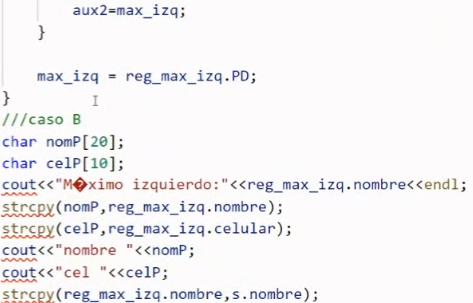 aux2=max_izq;
}
max_izq = reg_max_izq.PD;
}
///caso B
char nomP[20];
char celP[10];
cout<<"M�ximo izquierdo:"<<reg_max_izq.nombre<<endl;
strcpy(nomP,reg_max_izq.nombre);
strcpy(celP,reg_max_izq.celular);
cout<<"nombre "<<nomP;
cout<<"cel "<<celP;
strcpy(reg_max_izq.nombre,s.nombre);